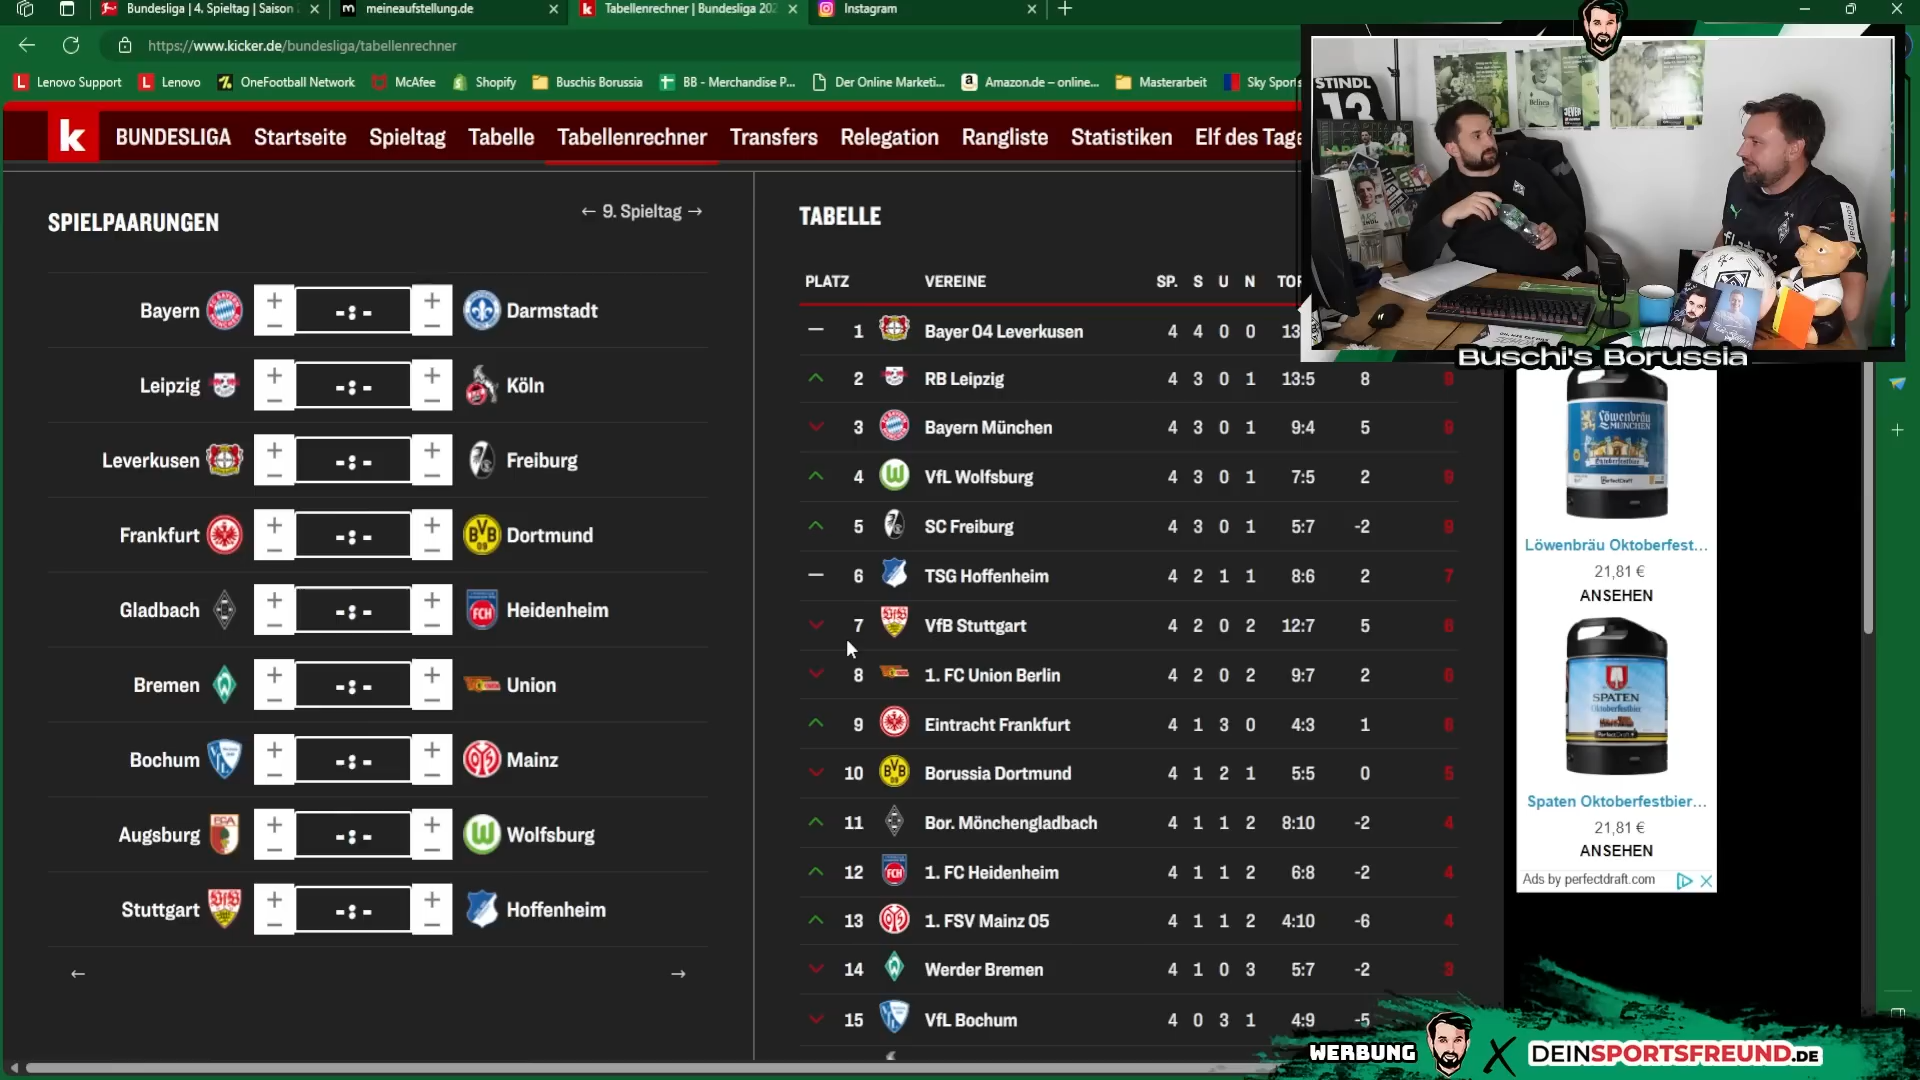 Bundesliga | 4. Spieltag | Saison
meineaufstellung.de
Tabellenrechner | Bundesliga 202
Instagram
https://www.kicker.de/bundesliga/tabellenrechner
Lenovo Support
Lenovo
OneFootball Network
McAfee
Shopify
Buschis Borussia
BB - Merchandise P...
Der Online Marketi...
Amazon.de – online...
Masterarbeit
Sky Sport
k
BUNDESLIGA
Startseite
Spieltag
Tabelle
Tabellenrechner
Transfers
Relegation
Rangliste
Statistiken
Elf des Tage
STINDL
13
Buschi's Borussia
SPIELPAARUNGEN
← 9. Spieltag →
Bayern -:- Darmstadt
Leipzig -:- Köln
Leverkusen -:- Freiburg
Frankfurt -:- Dortmund
Gladbach -:- Heidenheim
Bremen -:- Union
Bochum -:- Mainz
Augsburg -:- Wolfsburg
Stuttgart -:- Hoffenheim
TABELLE
PLATZ VEREINE SP. S U N TOR
1 Bayer 04 Leverkusen 4 4 0 0 13
2 RB Leipzig 4 3 0 1 13:5 8
3 Bayern München 4 3 0 1 9:4 5
4 VfL Wolfsburg 4 3 0 1 7:5 2
5 SC Freiburg 4 3 0 1 5:7 -2
6 TSG Hoffenheim 4 2 1 1 8:6 2 7
7 VfB Stuttgart 4 2 0 2 12:7 5
8 1. FC Union Berlin 4 2 0 2 9:7 2
9 Eintracht Frankfurt 4 1 3 0 4:3 1
10 Borussia Dortmund 4 1 2 1 5:5 0 5
11 Bor. Mönchengladbach 4 1 1 2 8:10 -2 4
12 1. FC Heidenheim 4 1 1 2 6:8 -2 4
13 1. FSV Mainz 05 4 1 1 2 4:10 -6 4
14 Werder Bremen 4 1 0 3 5:7 -2 3
15 VfL Bochum 4 0 3 1 4:9 -5
Löwenbräu
MÜNCHEN
Löwenbräu Oktoberfest...
21,81 €
ANSEHEN
SPATEN
Oktoberfestbier
Spaten Oktoberfestbier...
21,81 €
ANSEHEN
Ads by perfectdraft.com
WERBUNG X DEINSPORTSFREUND.DE